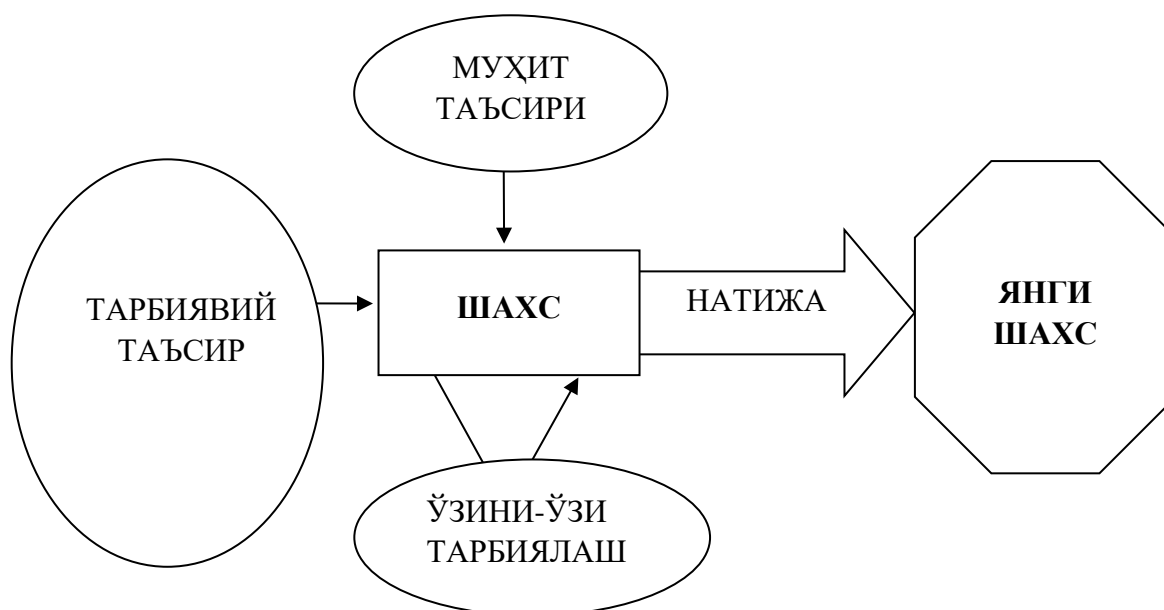 МУҲИТ
ТАЪСИРИ
ТАРБИЯВИЙ
ТАЪСИР
ШАХС
НАТИЖА
ЯНГИ
ШАХС
ЎЗИНИ-ЎЗИ
ТАРБИЯЛАШ